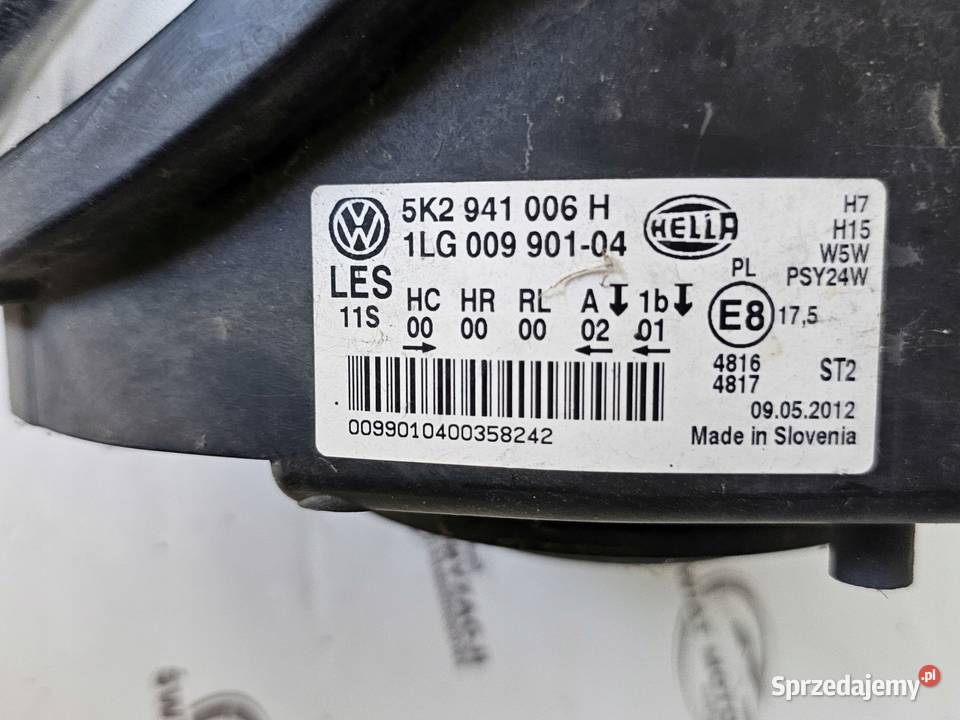 5K2 941 006 H
1LG 009 901-04
HELLA
H7
H15
W5W
PSY24W
LES
11S
HC HR RL A 1b
00 00 00 02 01
PL
E8 17,5
4816
4817
ST2
09.05.2012
Made in Slovenia
0099010400358242
Sprzedajemy.pl